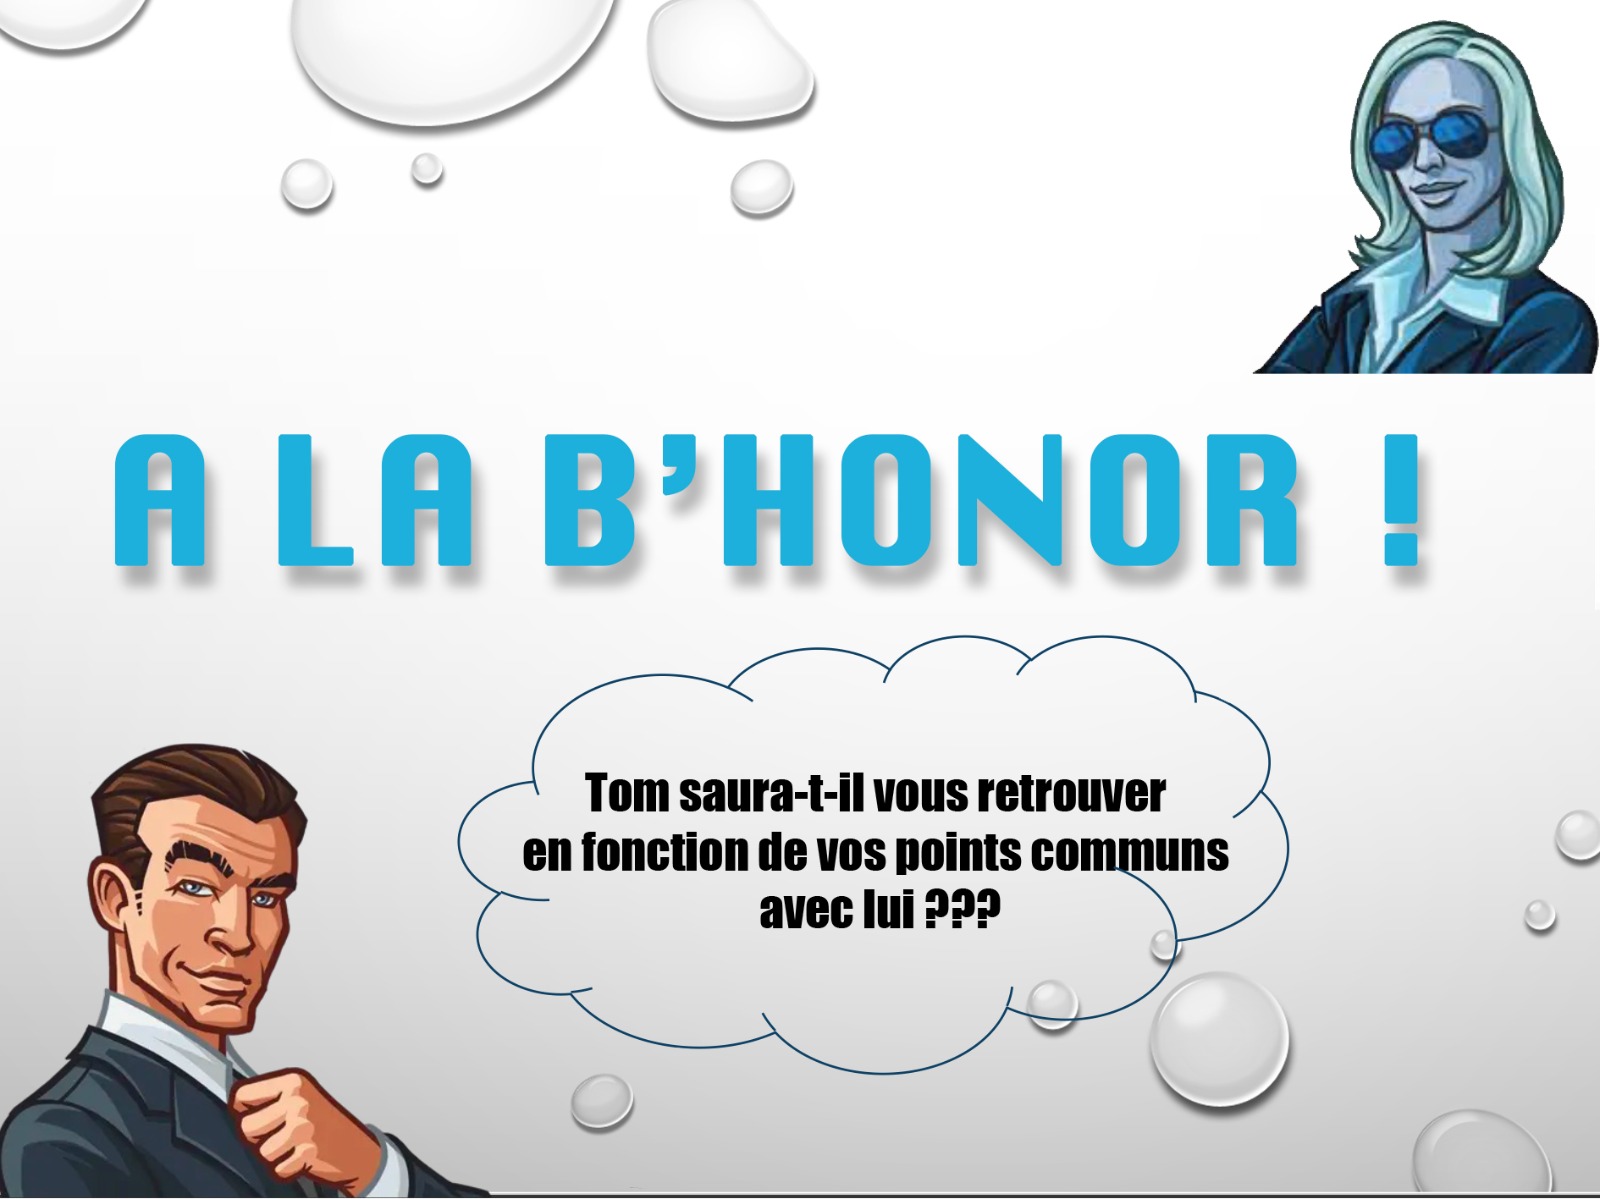 A LA B’HONOR !
Tom saura-t-il vous retrouver
en fonction de vos points communs
avec lui ???